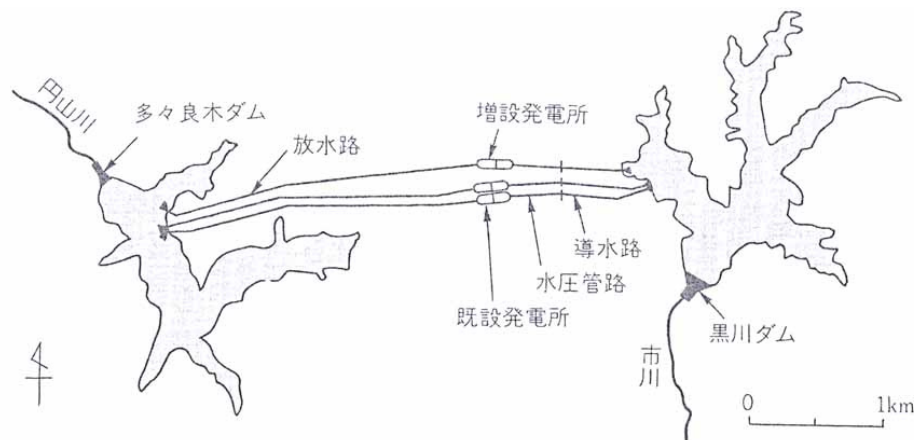 円山川
多々良木ダム
放水路
増設発電所
導水路
水圧管路
既設発電所
黒川ダム
市川
0
1km